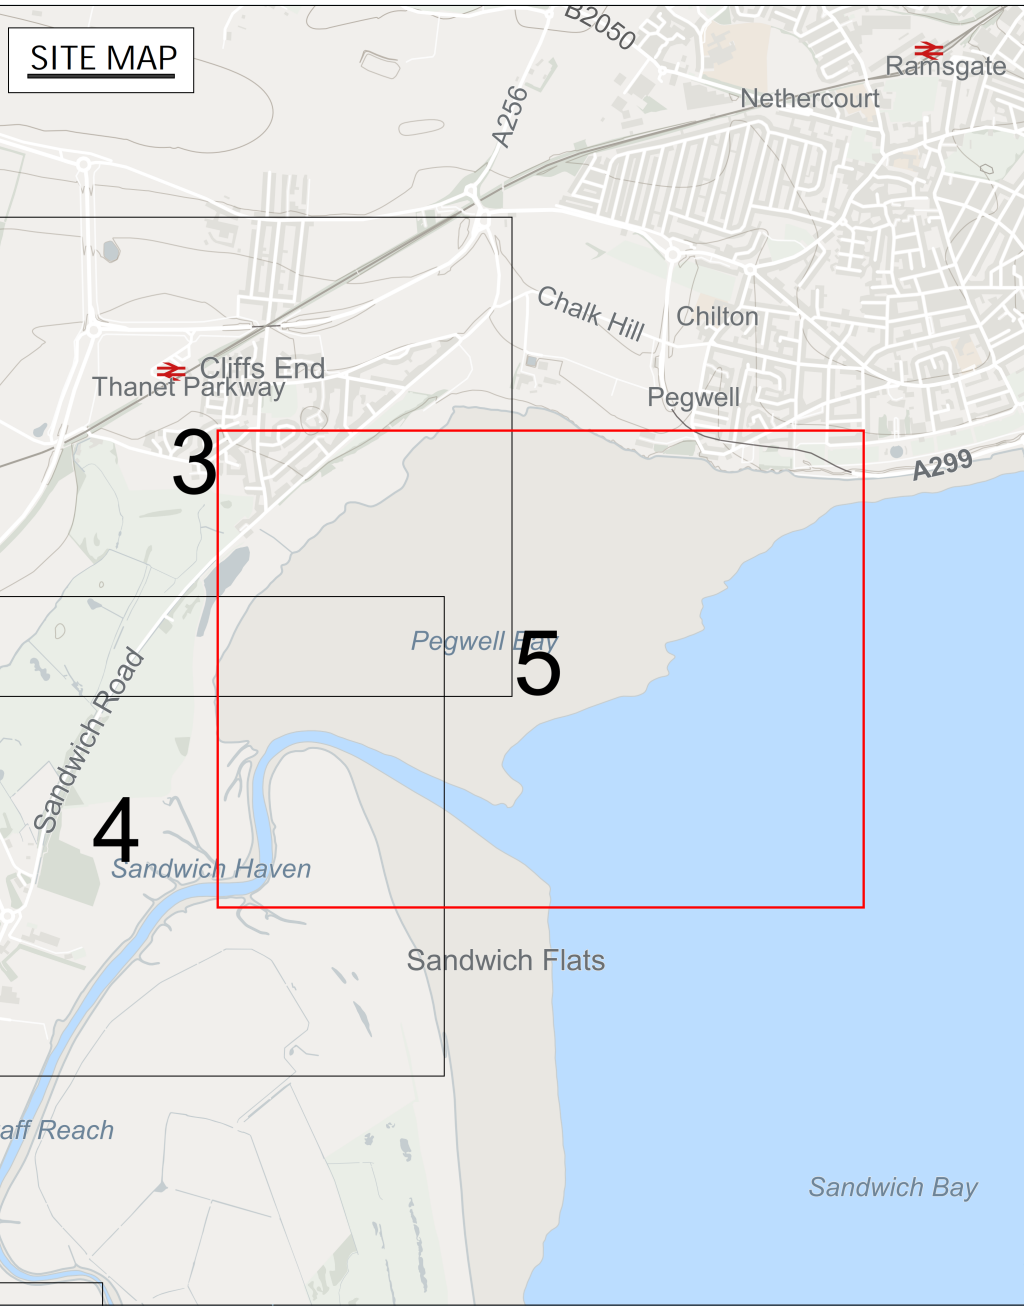 SITE MAP
B2050
Ramsgate
Nethercourt
A256
Chalk Hill
Chilton
Cliffs End
Thanet Parkway
Pegwell
3
A299
Pegwell Bay
5
Sandwich Road
4
Sandwich Haven
Sandwich Flats
aff Reach
Sandwich Bay